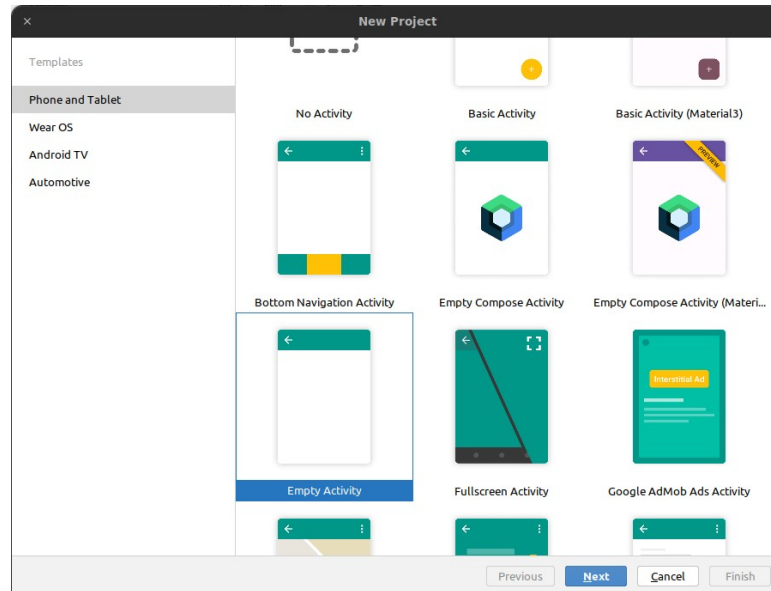 New Project
Templates
Phone and Tablet
Wear OS
Android TV
Automotive
No Activity
Basic Activity
Basic Activity (Material3)
PREVIEW
Bottom Navigation Activity
Empty Compose Activity
Empty Compose Activity (Materi...
Interstitial Ad
Empty Activity
Fullscreen Activity
Google AdMob Ads Activity
Previous
Next
Cancel
Finish